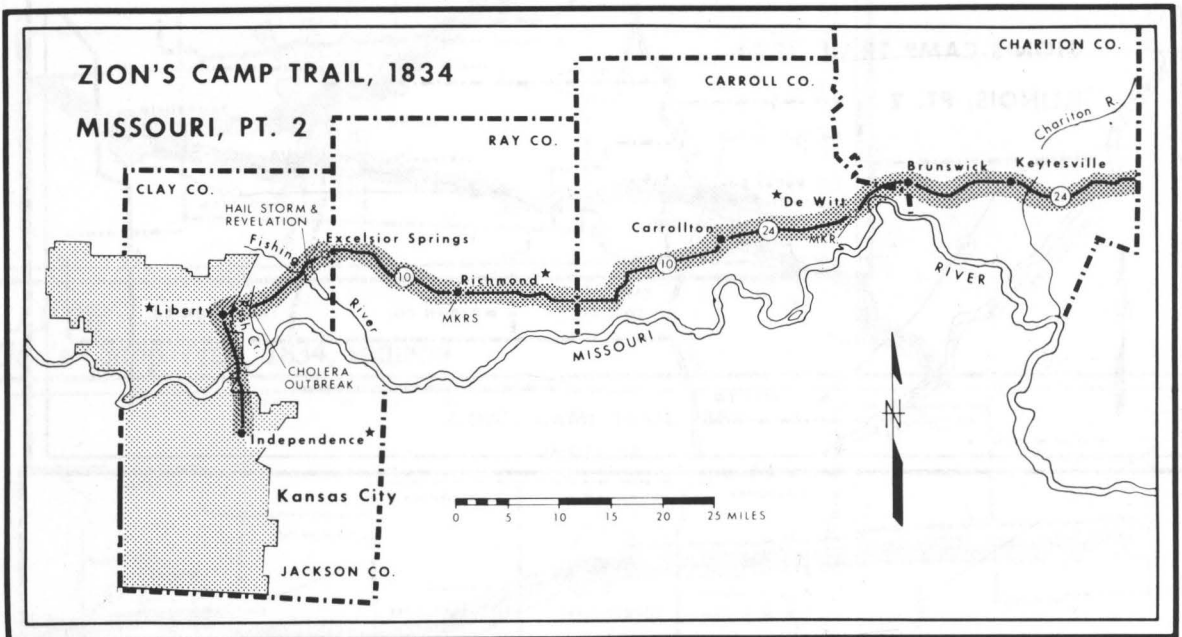 ZION'S CAMP TRAIL, 1834
MISSOURI, PT. 2
CHARITON CO.
CARROLL CO.
RAY CO.
CLAY CO.
Chariton R.
Brunswick
Keytesville
24
De Witt
MKR
Carrollton
24
10
HAIL STORM &
REVELATION
Fishing
River
Excelsior Springs
10
Richmond
MKRS
Liberty
Rush Cr.
CHOLERA
OUTBREAK
MISSOURI
RIVER
Independence
Kansas City
JACKSON CO.
N
0 5 10 15 20 25 MILES